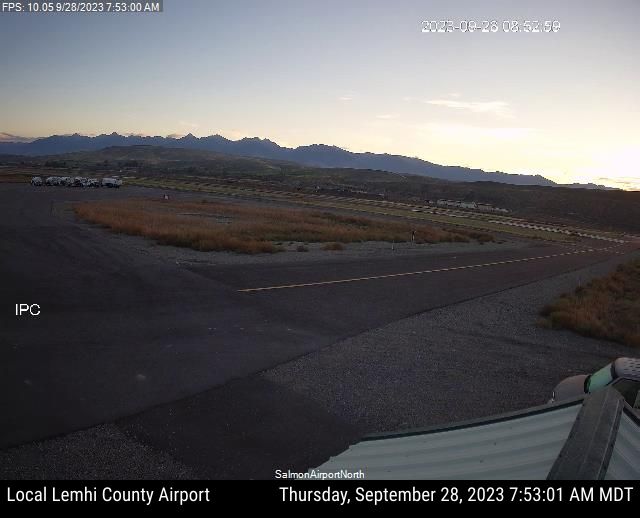 FPS: 10.05 9/28/2023 7:53:00 AM
2023-09-28 08:52:59
IPC
SalmonAirportNorth
Local Lemhi County Airport Thursday, September 28, 2023 7:53:01 AM MDT